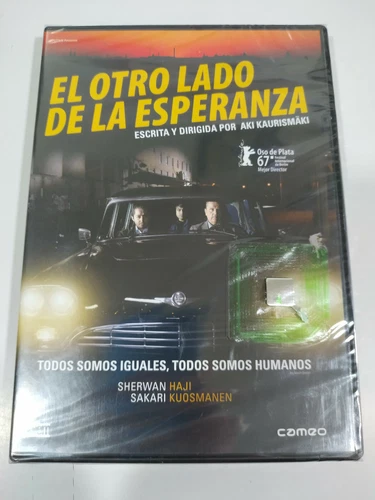 EL OTRO LADO
DE LA ESPERANZA
ESCRITA Y DIRIGIDA POR AKI KAURISMÄKI
Oso de Plata
67
Mejor Director
TODOS SOMOS IGUALES, TODOS SOMOS HUMANOS
SHERWAN HAJI
SAKARI KUOSMANEN
cameo